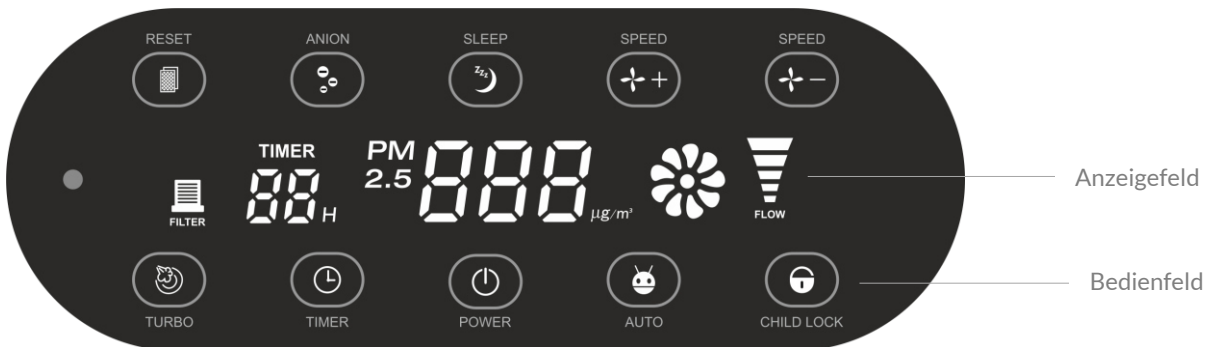 RESET ANION SLEEP SPEED SPEED
zzz
+ −
TIMER PM
2.5 88 H 888 µg/m³
FILTER FLOW
Anzeigefeld
Bedienfeld
TURBO TIMER POWER AUTO CHILD LOCK